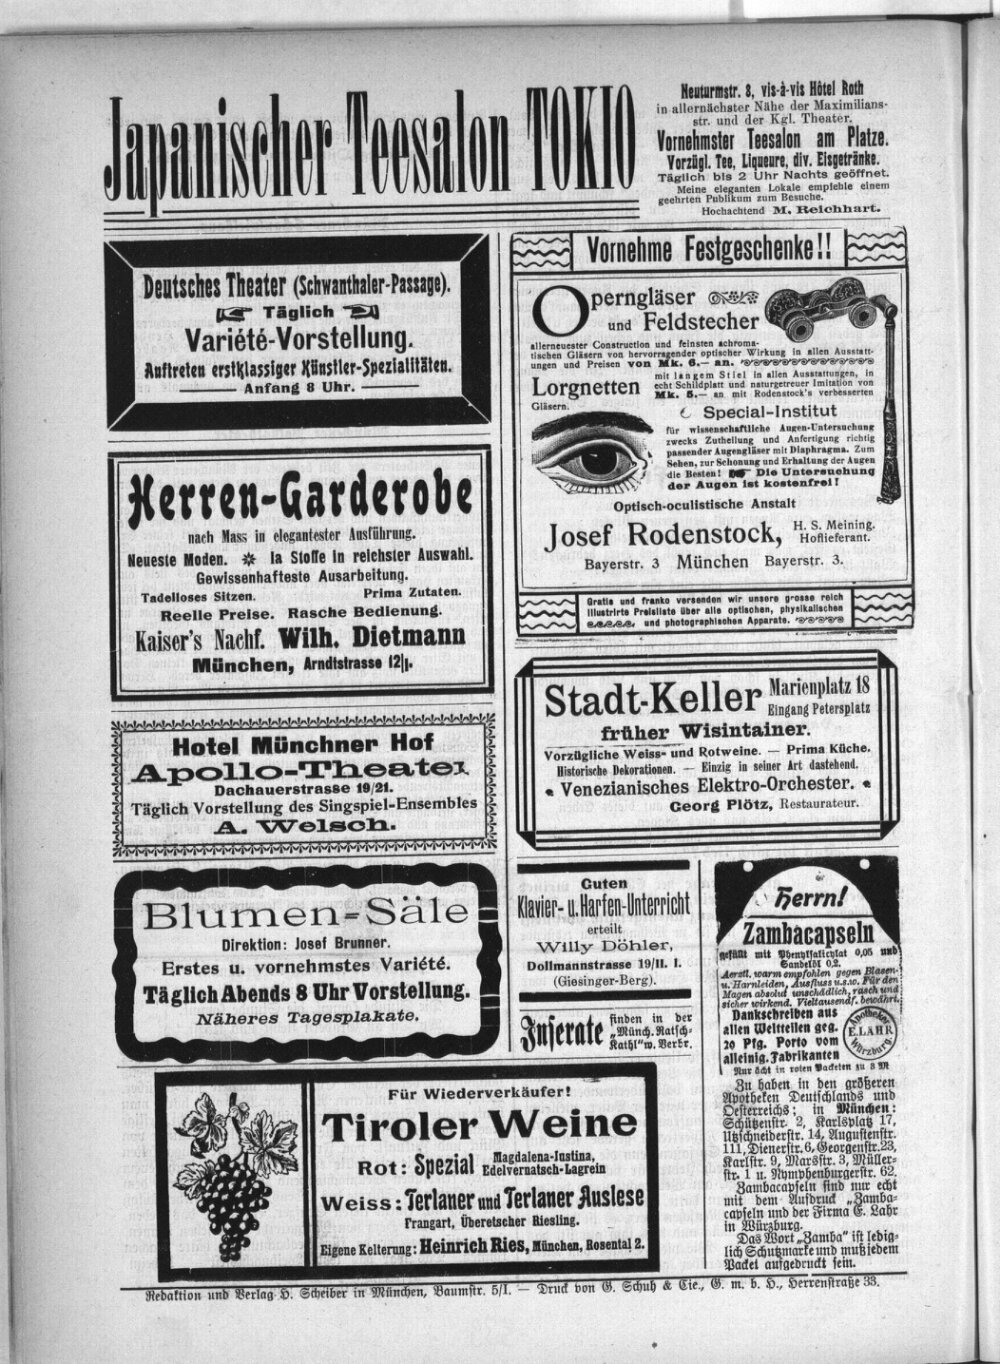 Japanischer Teesalon TOKIO
Neuturmstr. 8, vis-à-vis Hôtel Roth
in allernächster Nähe der Maximilians-
str. und der Kgl. Theater.
Vornehmster Teesalon am Platze.
Vorzügl. Tee, Liqueure, div. Eisgetränke.
Täglich bis 2 Uhr Nachts geöffnet.
Meine eleganten Lokale empfehle einem
geehrten Publikum zum Besuche.
Hochachtend M. Reichhart.
Deutsches Theater (Schwanthaler-Passage).
Täglich
Variété-Vorstellung.
Auftreten erstklassiger Künstler-Spezialitäten.
Anfang 8 Uhr.
Herren-Garderobe
nach Mass in elegantester Ausführung.
Neueste Moden. Ia Stoffe in reichster Auswahl.
Gewissenhafteste Ausarbeitung.
Tadelloses Sitzen. Prima Zutaten.
Reelle Preise. Rasche Bedienung.
Kaiser's Nachf. Wilh. Dietmann
München, Arndtstrasse 12/I.
Hotel Münchner Hof
Apollo-Theater
Dachauerstrasse 19/21.
Täglich Vorstellung des Singspiel-Ensembles
A. Welsch.
Blumen-Säle
Direktion: Josef Brunner.
Erstes u. vornehmstes Variété.
Täglich Abends 8 Uhr Vorstellung.
Näheres Tagesplakate.
Vornehme Festgeschenke!!
Operngläser
und Feldstecher
allerneuester Construction und feinsten achroma-
tischen Gläsern von hervorragender optischer Wirkung in allen Ausstatt-
ungen und Preisen von Mk. 6.— an.
Lorgnetten mit langem Stiel in allen Ausstattungen, in
echt Schildplatt und naturgetreuer Imitation von
Mk. 5.— an mit Rodenstock's verbesserten
Gläsern.
Special-Institut
für wissenschaftliche Augen-Untersuchung
zwecks Zutheilung und Anfertigung richtig
passender Augengläser mit Diaphragma. Zum
Sehen, zur Schonung und Erhaltung der Augen
die Besten! Die Untersuchung
der Augen ist kostenfrei!
Optisch-oculistische Anstalt
Josef Rodenstock, H. S. Meining.
Hoflieferant.
Bayerstr. 3 München Bayerstr. 3.
Gratis und franko versenden wir unsere grosse reich
illustrirte Preisliste über alle optischen, physikalischen
und photographischen Apparate.
Stadt-Keller Marienplatz 18
Eingang Petersplatz
früher Wisintainer.
Vorzügliche Weiss- und Rotweine. — Prima Küche.
Historische Dekorationen. — Einzig in seiner Art dastehend.
Venezianisches Elektro-Orchester.
Georg Plötz, Restaurateur.
Guten
Klavier- u. Harfen-Unterricht
erteilt
Willy Döhler,
Dollmannstrasse 19/II. l.
(Giesinger-Berg).
Inserate finden in der
„Münch. Ratsch-
Kathl" w. Verbr.
Herrn!
Zambacapseln
gefüllt mit Phenylsalicylat 0,05 und
Sandelöl 0,2.
Aerztl. warm empfohlen gegen Blasen-
u. Harnleiden, Ausfluss u.s.w. Für den
Magen absolut unschädlich, rasch und
sicher wirkend. Vieltausendf. bewährt.
Dankschreiben aus
allen Weltteilen geg.
20 Pfg. Porto vom
alleinig. Fabrikanten
Apotheker
E. LAHR
Würzburg.
Nur ächt in roten Packeten zu 3 M
Zu haben in den größeren
Apotheken Deutschlands und
Oesterreichs; in München:
Schützenstr. 2, Karlsplatz 17,
Utzschneiderstr. 14, Augustenstr.
111, Dienerstr. 6, Georgenstr. 23,
Karlstr. 9, Marsstr. 3, Müller-
str. 1 u. Nymphenburgerstr. 62.
Zambacapseln sind nur echt
mit dem Aufdruck „Zamba-
capseln und der Firma E. Lahr
in Würzburg.
Das Wort „Zamba" ist ledig-
lich Schutzmarke und muß jedem
Packet aufgedruckt sein.
Für Wiederverkäufer!
Tiroler Weine
Rot: Spezial Magdalena-Justina,
Edelvernatsch-Lagrein
Weiss: Terlaner und Terlaner Auslese
Frangart, Überetscher Riesling.
Eigene Kelterung: Heinrich Ries, München, Rosental 2.
Redaktion und Verlag H. Scheiber in München, Baumstr. 5/I. — Druck von G. Schuh & Cie., G. m. b. H., Herrenstraße 33.